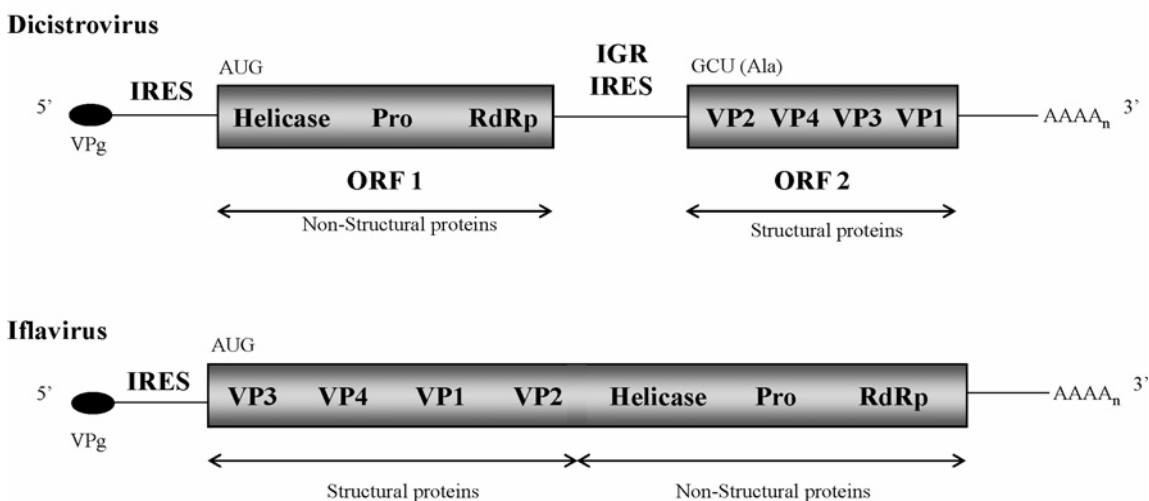 Dicistrovirus
5’ VPg IRES AUG IGR IRES GCU (Ala) AAAAn 3’
Helicase Pro RdRp VP2 VP4 VP3 VP1
ORF 1 ORF 2
Non-Structural proteins Structural proteins
Iflavirus
5’ VPg IRES AUG AAAAn 3’
VP3 VP4 VP1 VP2 Helicase Pro RdRp
Structural proteins Non-Structural proteins